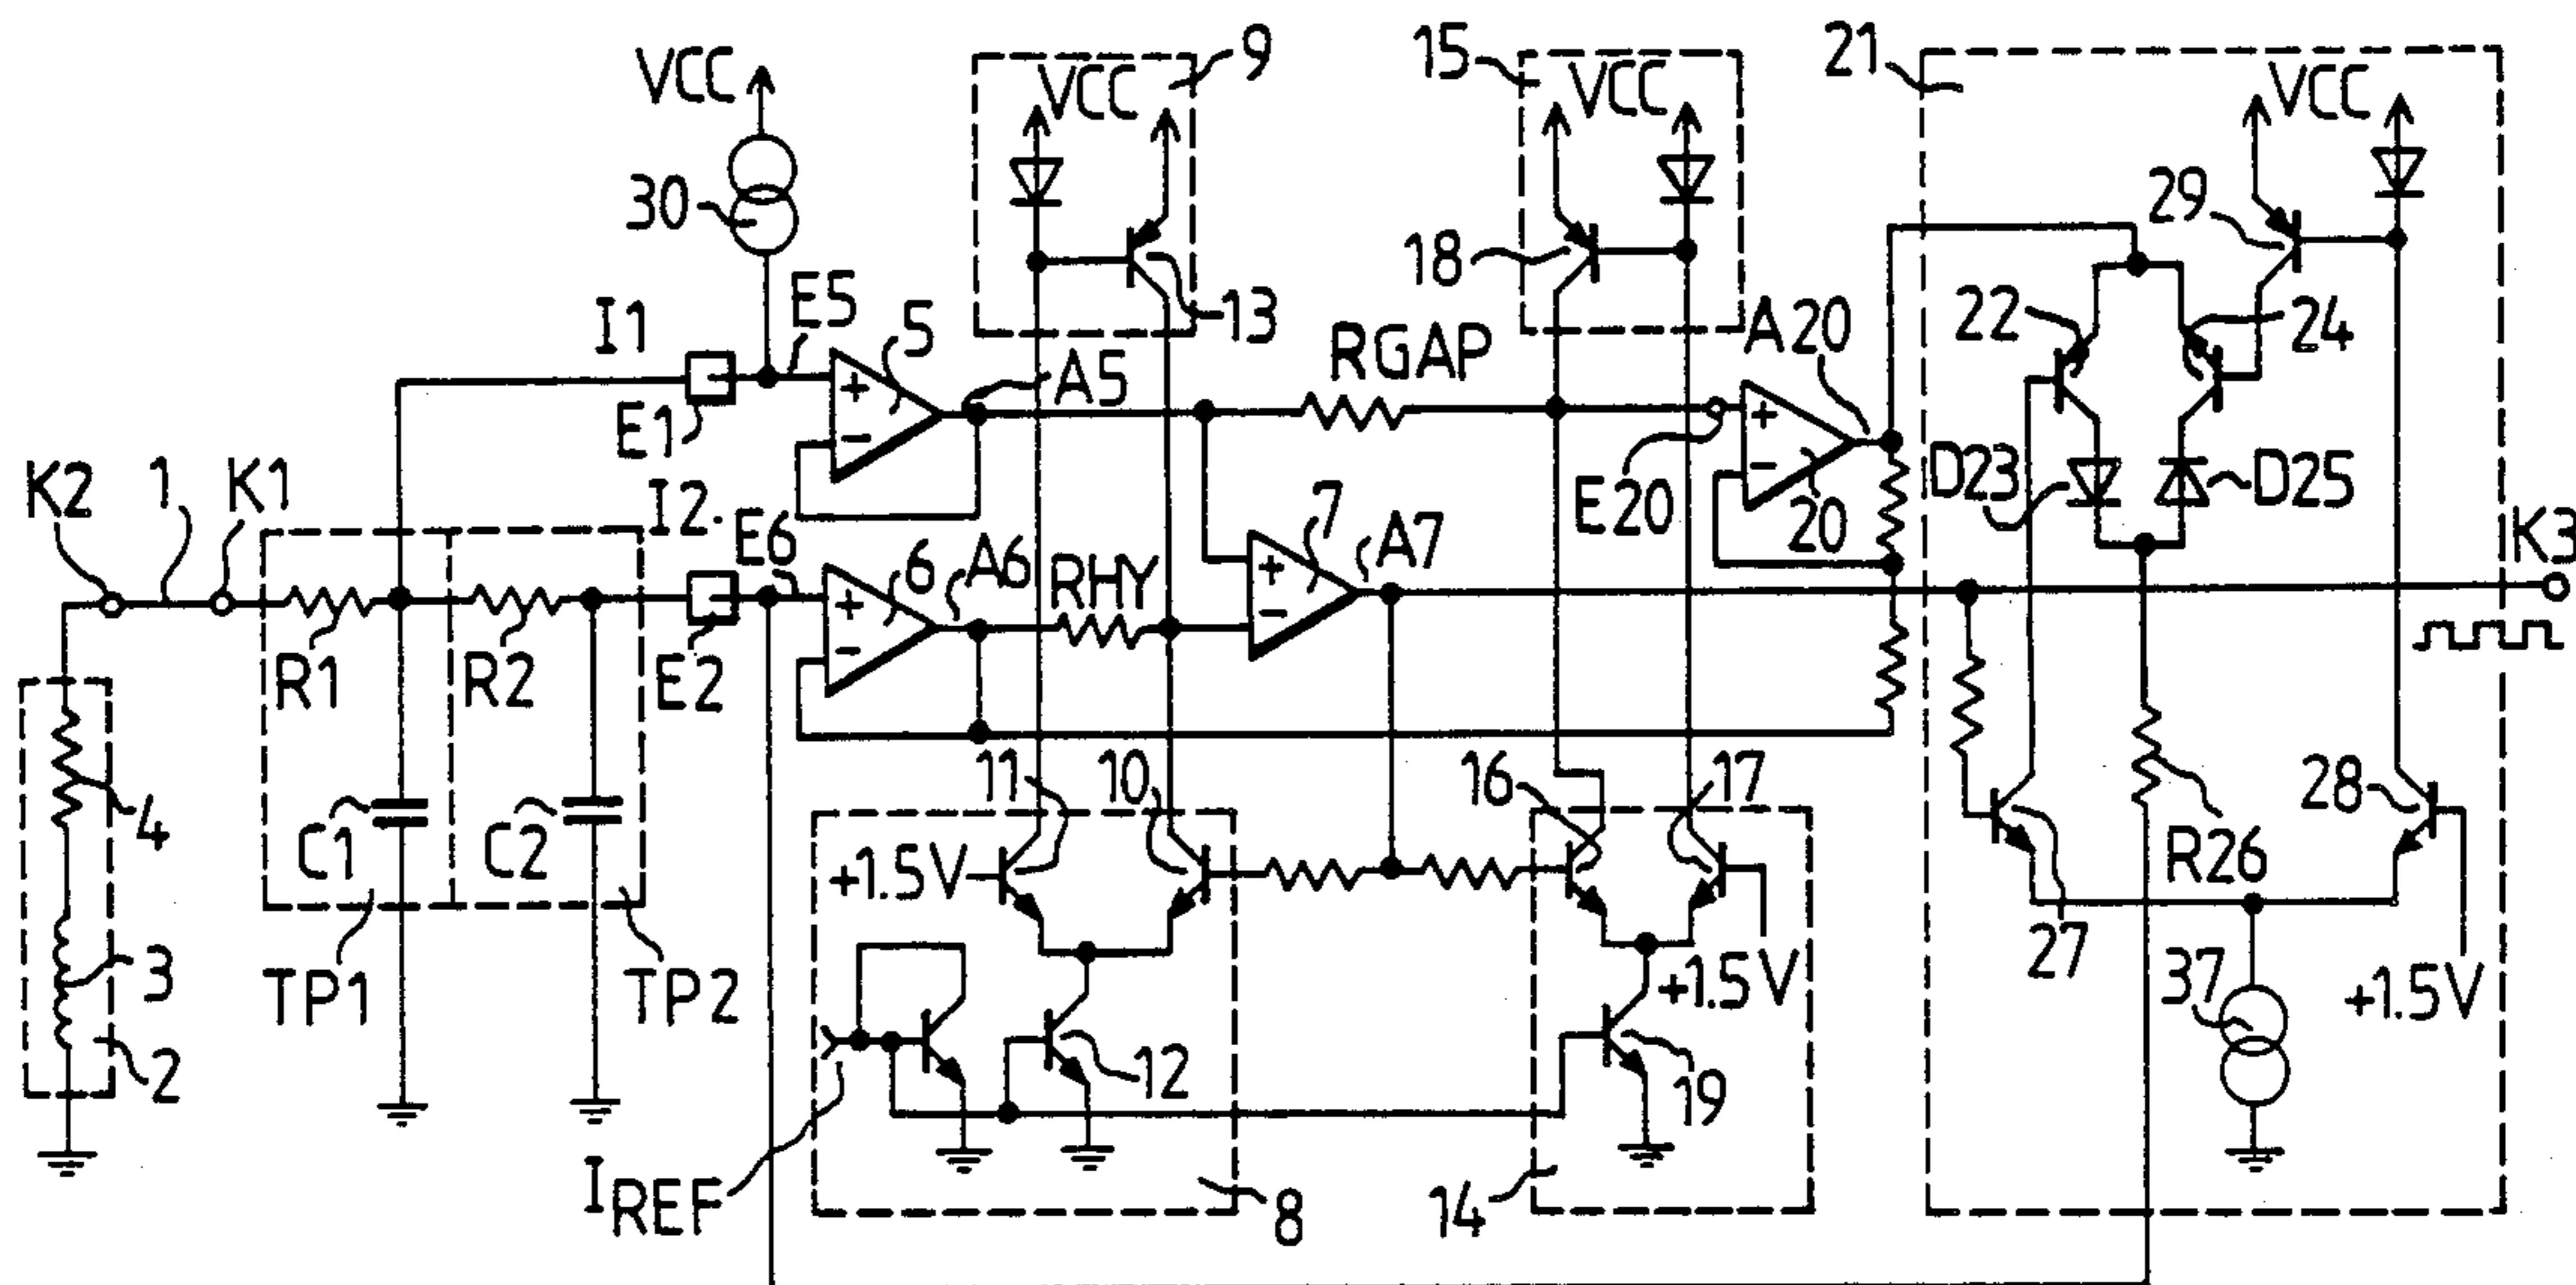 VCC
9
VCC
15
VCC
21
VCC
30
29
I1
E5
5
13
18
RGAP
A20
22
24
E1
A5
K2
1
K1
I2
E6
6
A6
RHY
7
A7
E20
20
D23
D25
K3
R1
R2
E2
4
C1
C2
11
10
16
17
28
+1.5V
R26
3
TP1
TP2
2
12
+1.5V
19
27
37
+1.5V
IREF
8
14